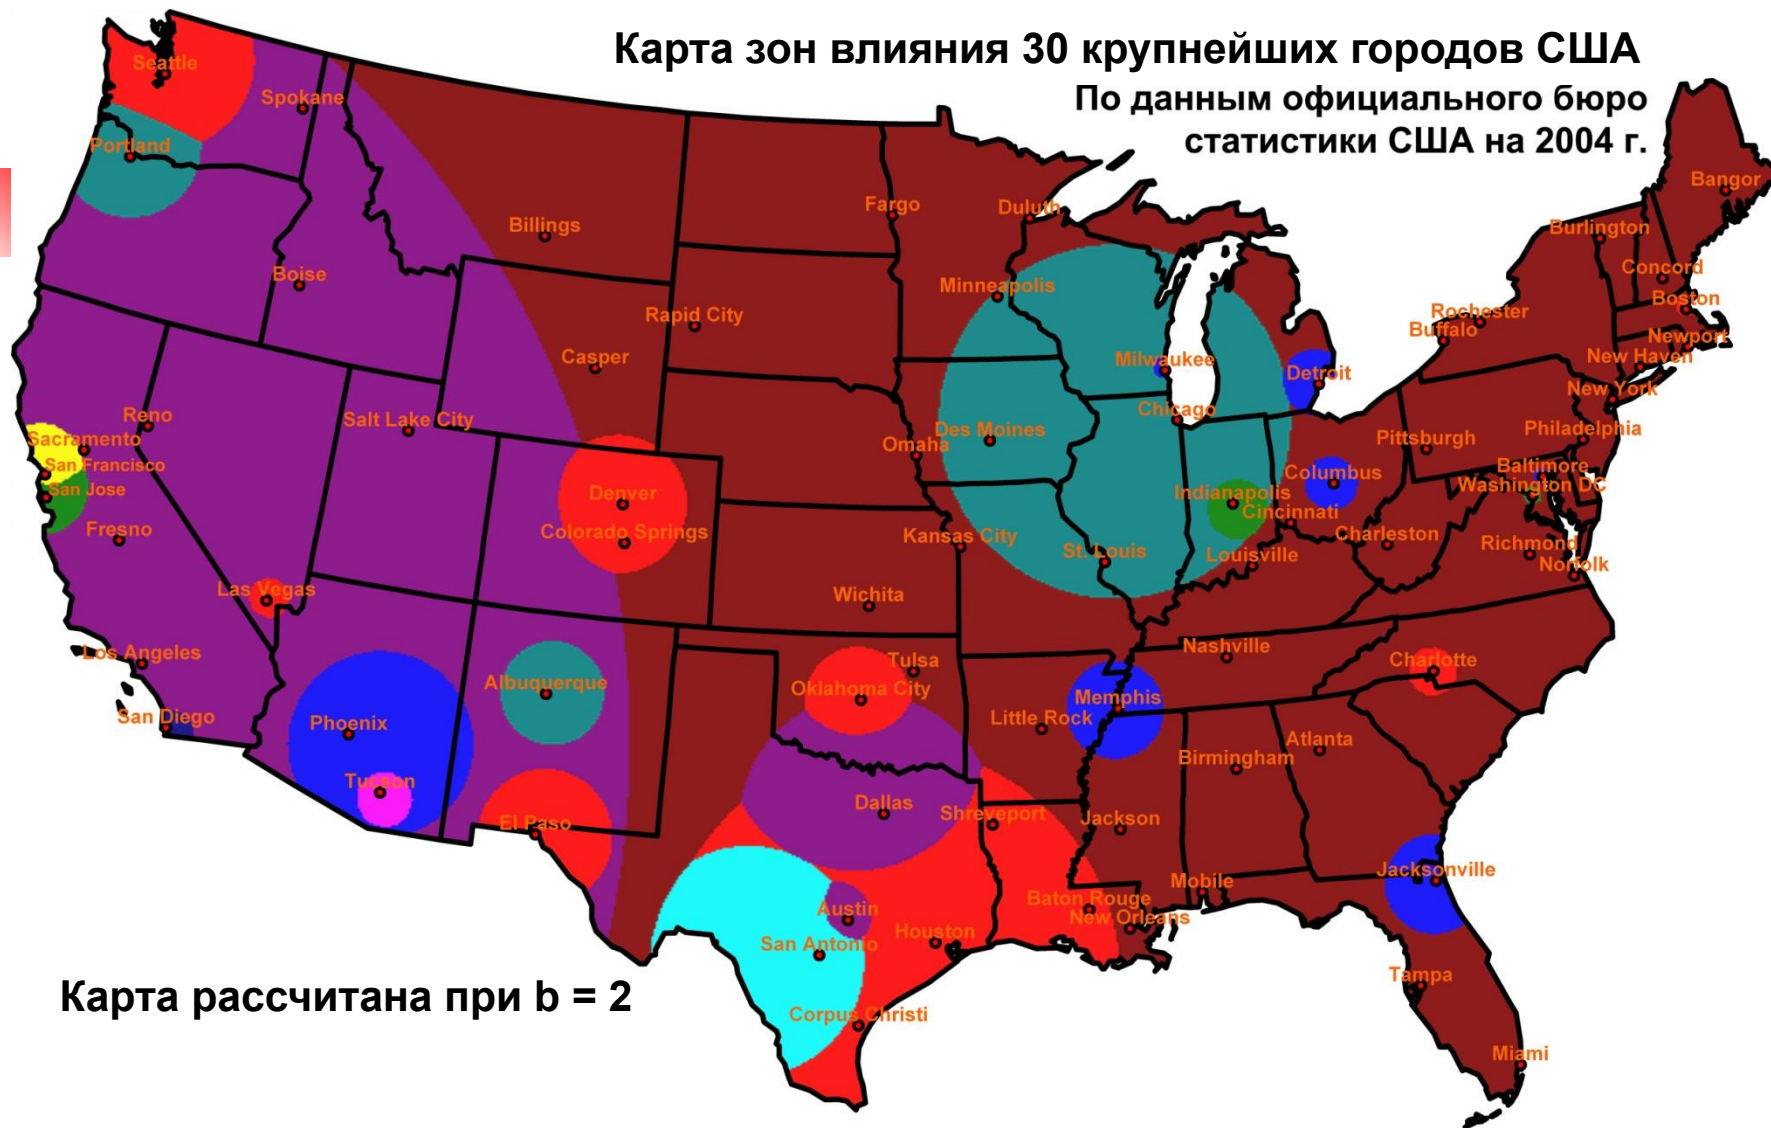 Карта зон влияния 30 крупнейших городов США
По данным официального бюро
статистики США на 2004 г.
Seattle
Spokane
Portland
Bangor
Billings
Fargo
Duluth
Burlington
Boise
Concord
Minneapolis
Boston
Rapid City
Rochester
Buffalo
Newport
Casper
Milwaukee
New Haven
Detroit
New York
Reno
Salt Lake City
Chicago
Sacramento
Des Moines
Omaha
Pittsburgh
Philadelphia
San Francisco
Columbus
Baltimore
San Jose
Denver
Indianapolis
Washington DC
Cincinnati
Fresno
Colorado Springs
Kansas City
St. Louis
Louisville
Charleston
Richmond
Norfolk
Las Vegas
Wichita
Los Angeles
Nashville
Tulsa
Charlotte
Albuquerque
Oklahoma City
Memphis
San Diego
Phoenix
Little Rock
Birmingham
Atlanta
Tucson
Dallas
El Paso
Shreveport
Jackson
Jacksonville
Mobile
Austin
Baton Rouge
New Orleans
San Antonio
Houston
Tampa
Карта рассчитана при b = 2
Corpus Christi
Miami